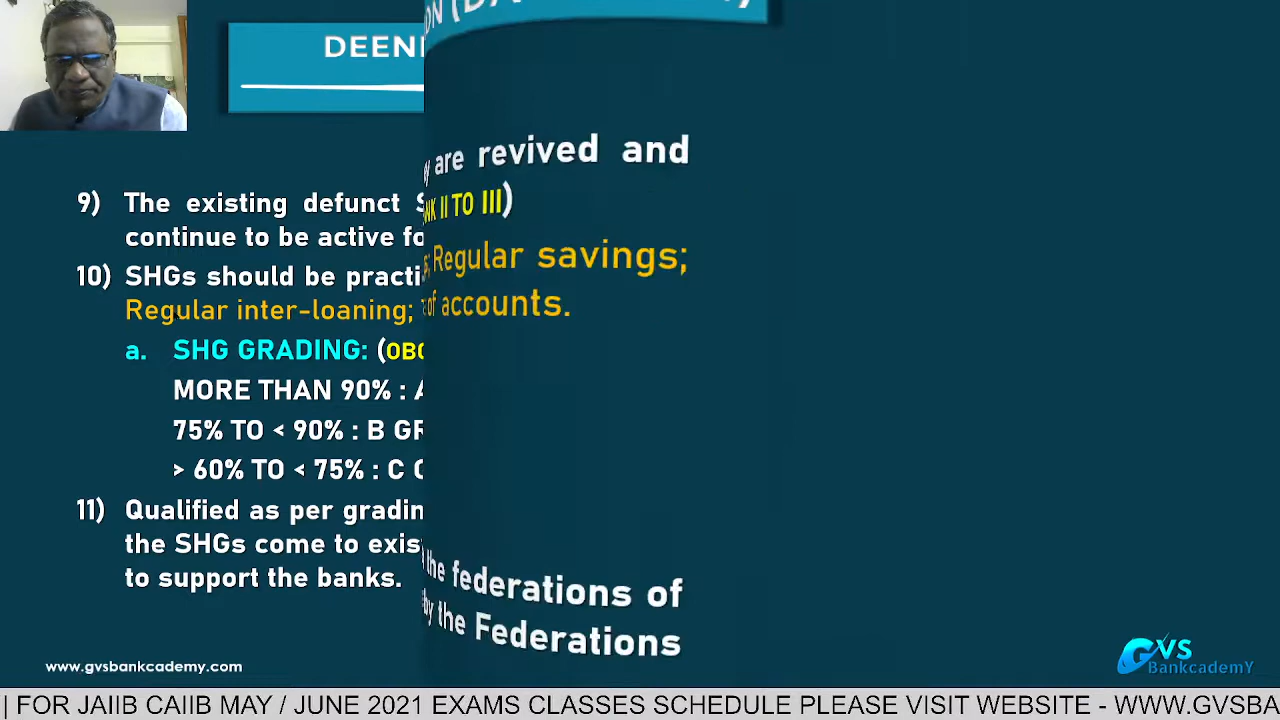 DEEN
9) The existing defunct
continue to be active fo
10) SHGs should be practi
Regular inter-loaning;
a. SHG GRADING: (OBC
MORE THAN 90% : A
75% TO < 90% : B GR
> 60% TO < 75% : C
11) Qualified as per gradin
the SHGs come to exis
to support the banks.
are revived and
II TO III)
Regular savings;
of accounts.
the federations of
by the Federations
www.gvsbankcademy.com
GVS
BankcademY
| FOR JAIIB CAIIB MAY / JUNE 2021 EXAMS CLASSES SCHEDULE PLEASE VISIT WEBSITE - WWW.GVSBA